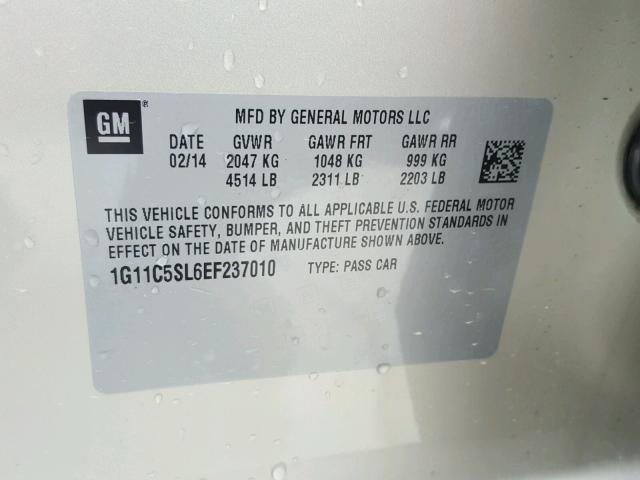 GM®
MFD BY GENERAL MOTORS LLC
DATE GVWR GAWR FRT GAWR RR
02/14 2047 KG 1048 KG 999 KG
4514 LB 2311 LB 2203 LB
THIS VEHICLE CONFORMS TO ALL APPLICABLE U.S. FEDERAL MOTOR
VEHICLE SAFETY, BUMPER, AND THEFT PREVENTION STANDARDS IN
EFFECT ON THE DATE OF MANUFACTURE SHOWN ABOVE.
1G11C5SL6EF237010 TYPE: PASS CAR